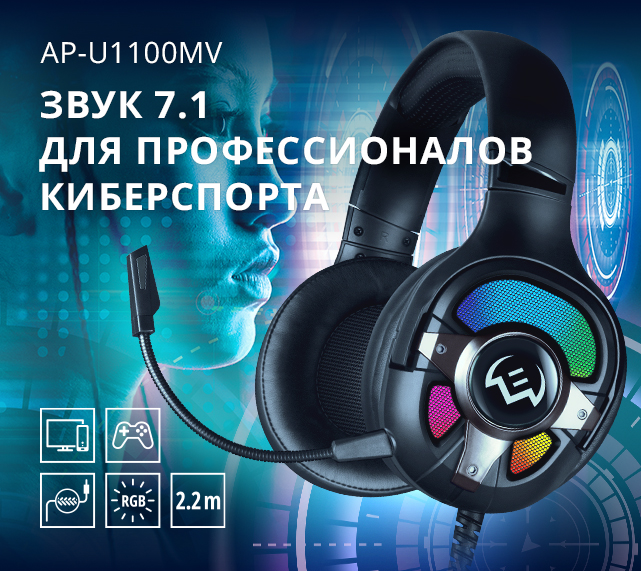 AP-U1100MV
ЗВУК 7.1
ДЛЯ ПРОФЕССИОНАЛОВ
КИБЕРСПОРТА
RGB
2.2 m